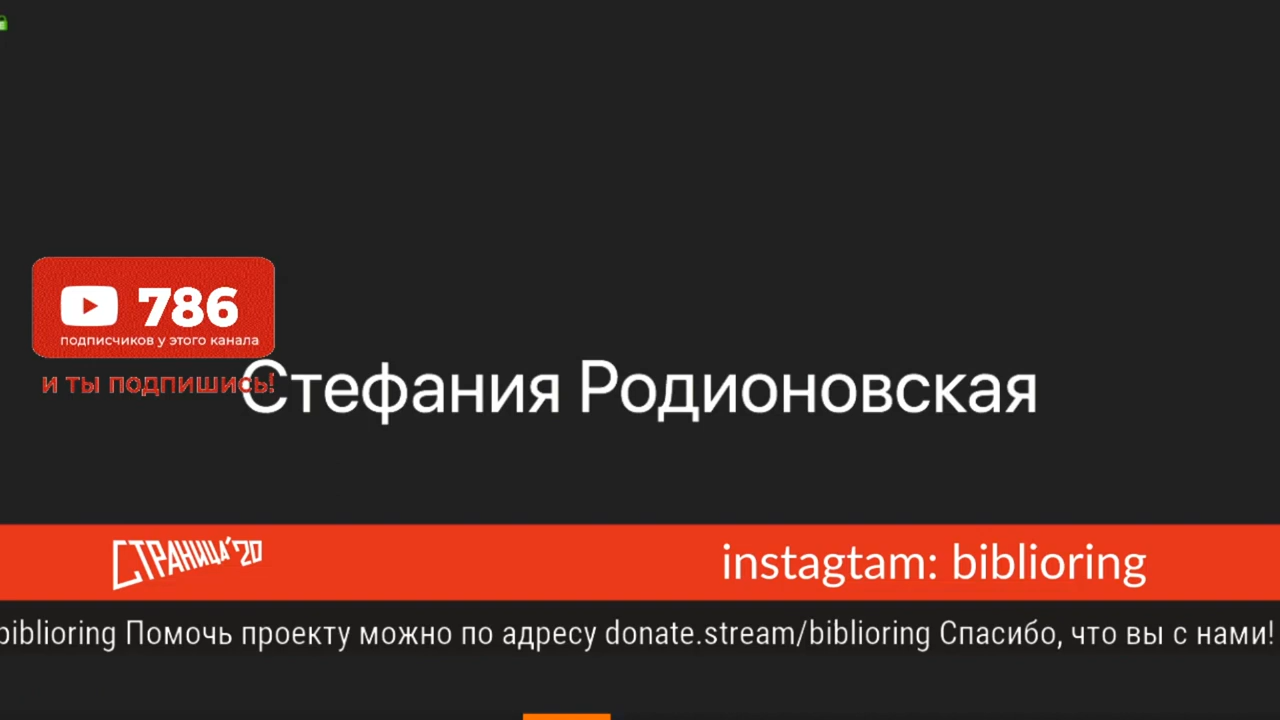 786
подписчиков у этого канала
и ты подпишись!
Стефания Родионовская
СТРАНИЦА'20
instagtam: biblioring
biblioring Помочь проекту можно по адресу donate.stream/biblioring Спасибо, что вы с нами!